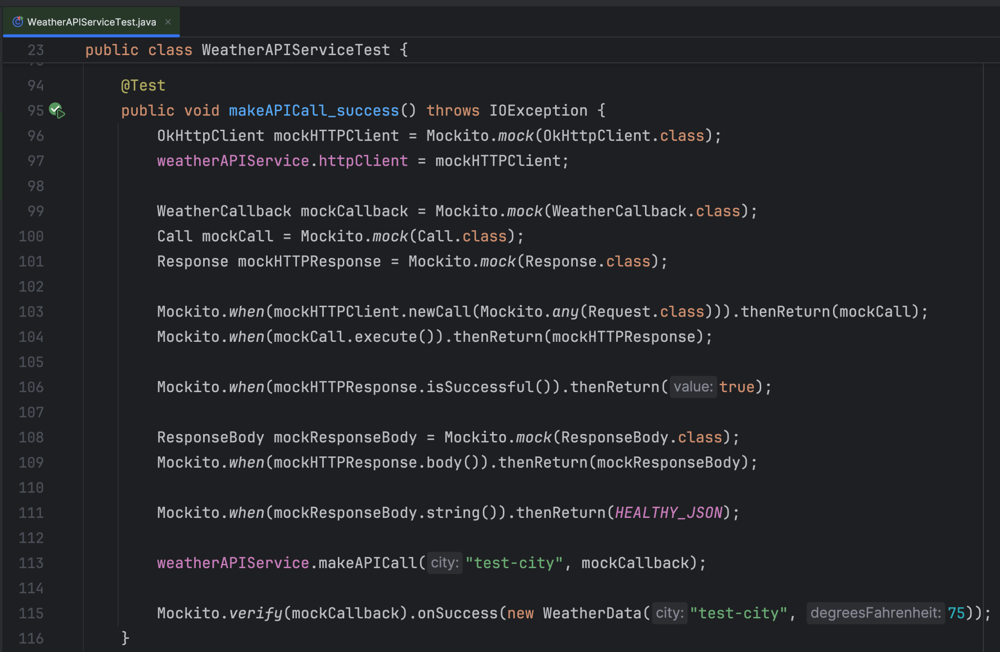 WeatherAPIServiceTest.java
23 public class WeatherAPIServiceTest {
94 @Test
95 public void makeAPICall_success() throws IOException {
96 OkHttpClient mockHTTPClient = Mockito.mock(OkHttpClient.class);
97 weatherAPIService.httpClient = mockHTTPClient;
98
99 WeatherCallback mockCallback = Mockito.mock(WeatherCallback.class);
100 Call mockCall = Mockito.mock(Call.class);
101 Response mockHTTPResponse = Mockito.mock(Response.class);
102
103 Mockito.when(mockHTTPClient.newCall(Mockito.any(Request.class))).thenReturn(mockCall);
104 Mockito.when(mockCall.execute()).thenReturn(mockHTTPResponse);
105
106 Mockito.when(mockHTTPResponse.isSuccessful()).thenReturn( value: true);
107
108 ResponseBody mockResponseBody = Mockito.mock(ResponseBody.class);
109 Mockito.when(mockHTTPResponse.body()).thenReturn(mockResponseBody);
110
111 Mockito.when(mockResponseBody.string()).thenReturn(HEALTHY_JSON);
112
113 weatherAPIService.makeAPICall( city: "test-city", mockCallback);
114
115 Mockito.verify(mockCallback).onSuccess(new WeatherData( city: "test-city", degreesFahrenheit: 75));
116 }